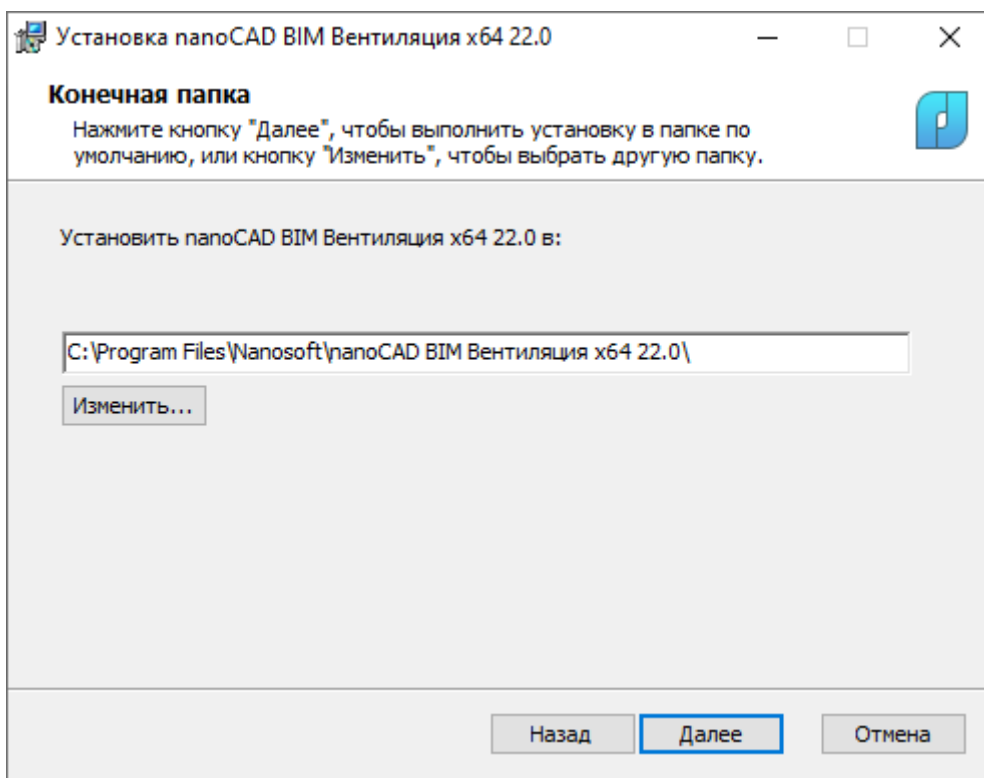 Установка nanoCAD BIM Вентиляция x64 22.0
Конечная папка
Нажмите кнопку "Далее", чтобы выполнить установку в папке по
умолчанию, или кнопку "Изменить", чтобы выбрать другую папку.
Установить nanoCAD BIM Вентиляция x64 22.0 в:
C:\Program Files\Nanosoft\nanoCAD BIM Вентиляция x64 22.0\
Изменить...
Назад Далее Отмена